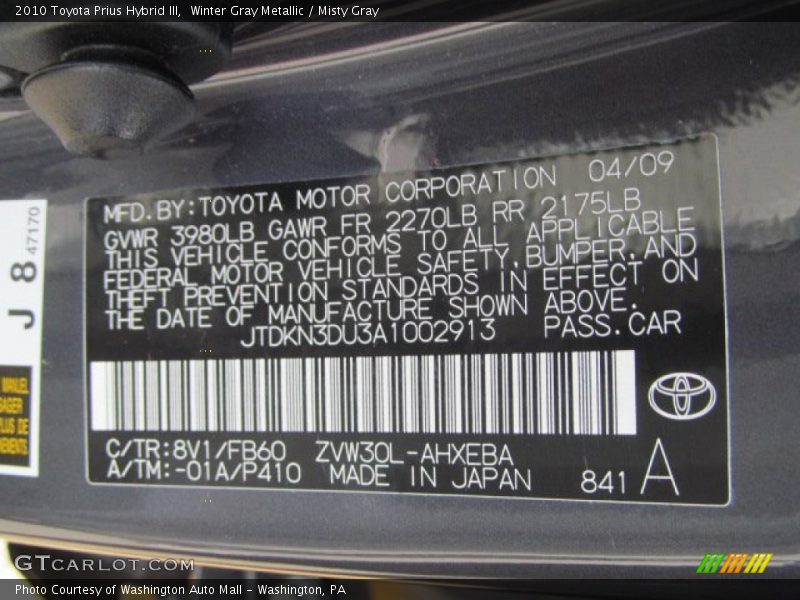 2010 Toyota Prius Hybrid III, Winter Gray Metallic / Misty Gray
J 8 47170
MANUEL
MFD.BY:TOYOTA MOTOR CORPORATION 04/09
GVWR 3980LB GAWR FR 2270LB RR 2175LB
THIS VEHICLE CONFORMS TO ALL APPLICABLE
FEDERAL MOTOR VEHICLE SAFETY,BUMPER,AND
THEFT PREVENTION STANDARDS IN EFFECT ON
THE DATE OF MANUFACTURE SHOWN ABOVE.
JTDKN3DU3A1002913 PASS.CAR
C/TR:8V1/FB60 ZVW30L-AHXEBA
A/TM:-01A/P410 MADE IN JAPAN 841 A
GTCARLOT.COM
Photo Courtesy of Washington Auto Mall - Washington, PA